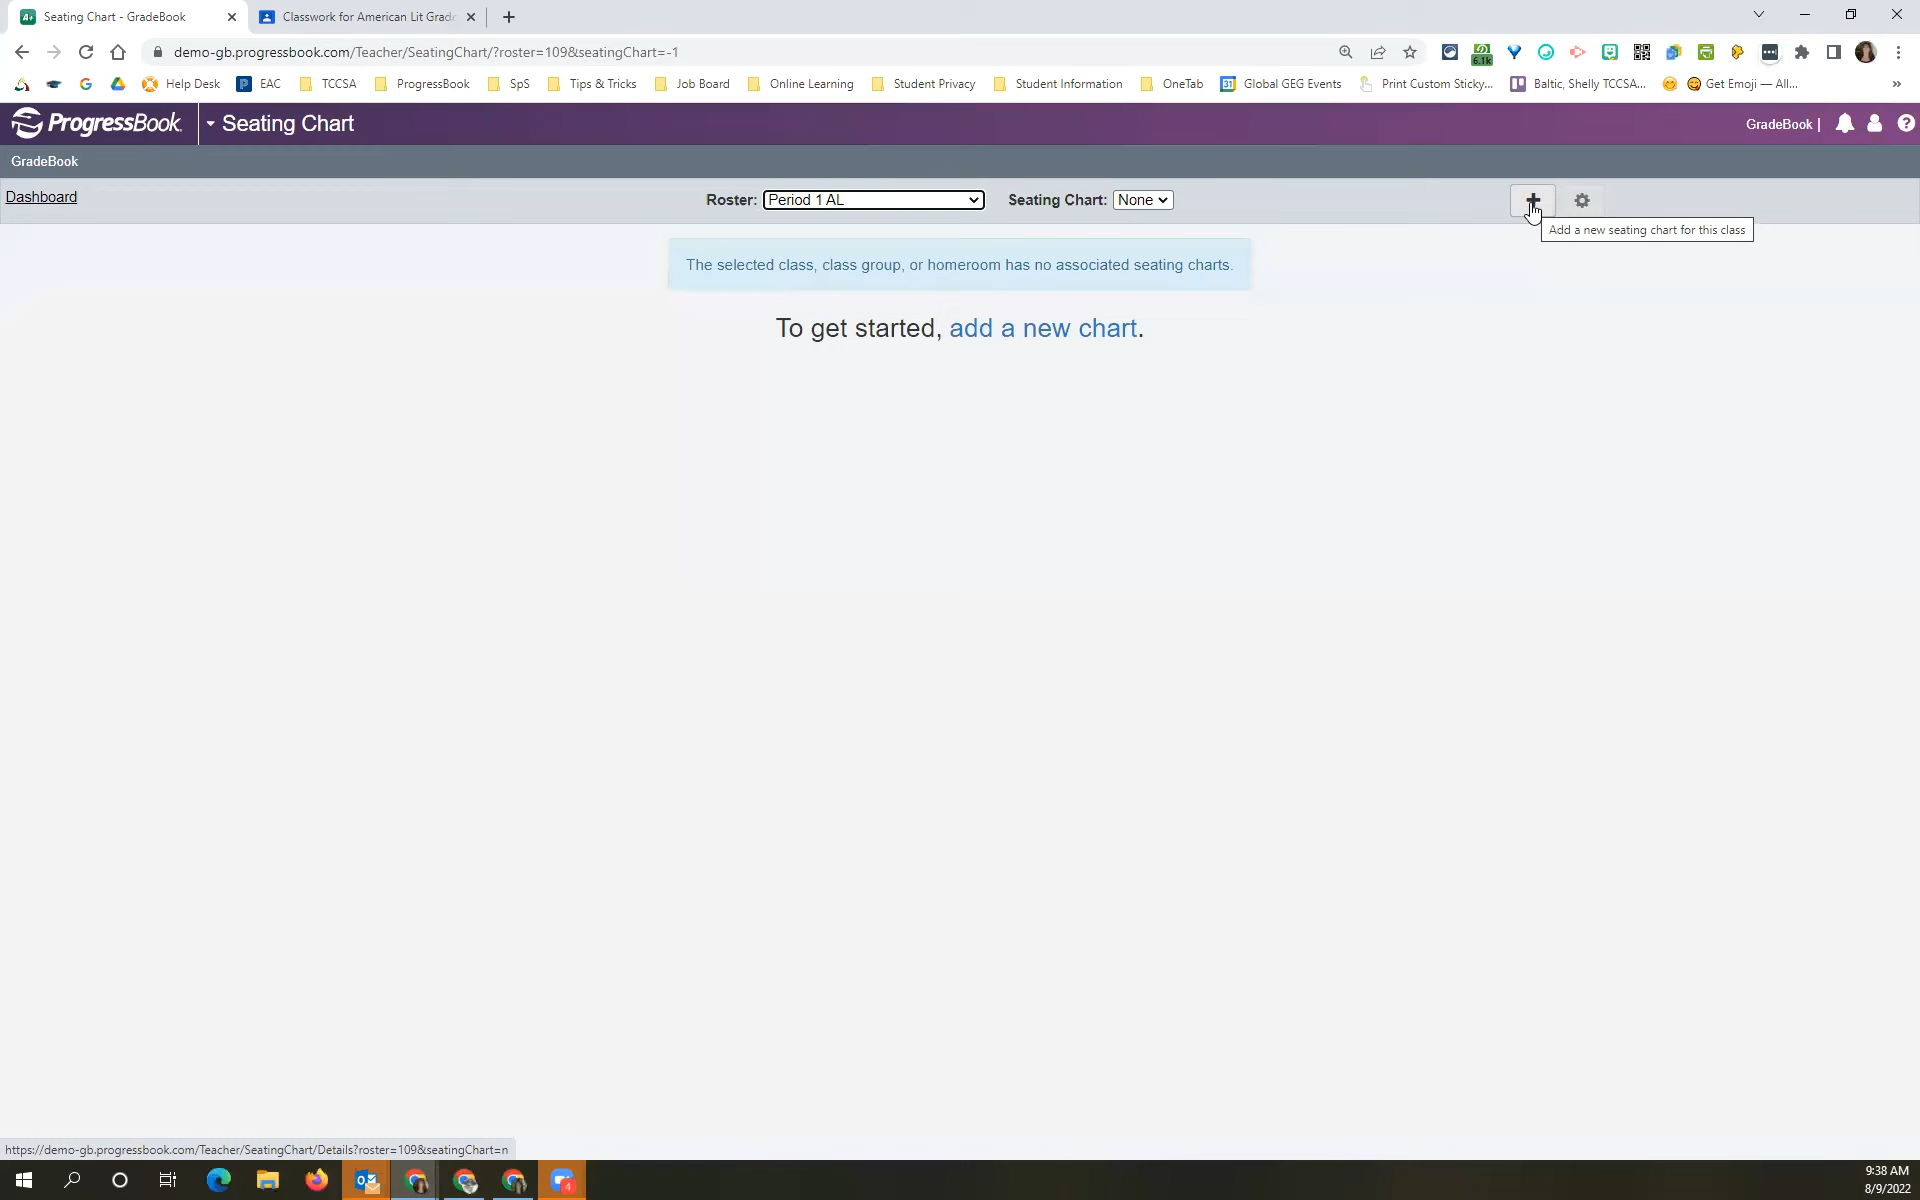 Seating Chart - GradeBook
Classwork for American Lit Grade
demo-gb.progressbook.com/Teacher/SeatingChart/?roster=109&seatingChart=-1
6.1k
Help Desk
EAC
TCCSA
ProgressBook
SpS
Tips & Tricks
Job Board
Online Learning
Student Privacy
Student Information
OneTab
31
Global GEG Events
Print Custom Sticky...
Baltic, Shelly TCCSA...
Get Emoji — All...
ProgressBook
Seating Chart
GradeBook |
GradeBook
Dashboard
Roster: Period 1 AL
Seating Chart: None
Add a new seating chart for this class
The selected class, class group, or homeroom has no associated seating charts.
To get started, add a new chart.
https://demo-gb.progressbook.com/Teacher/SeatingChart/Details?roster=109&seatingChart=n
4
9:38 AM
8/9/2022